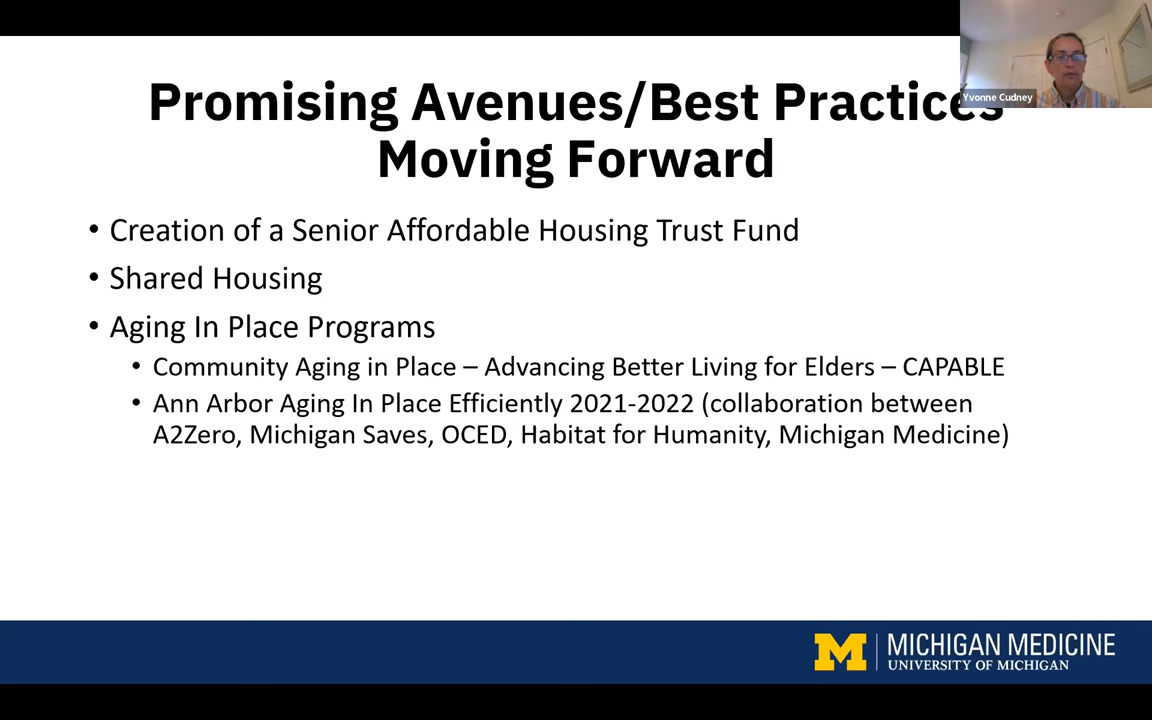 Promising Avenues/Best Practices
Moving Forward
Yvonne Cudney
• Creation of a Senior Affordable Housing Trust Fund
• Shared Housing
• Aging In Place Programs
• Community Aging in Place – Advancing Better Living for Elders – CAPABLE
• Ann Arbor Aging In Place Efficiently 2021-2022 (collaboration between
A2Zero, Michigan Saves, OCED, Habitat for Humanity, Michigan Medicine)
M
MICHIGAN MEDICINE
UNIVERSITY OF MICHIGAN